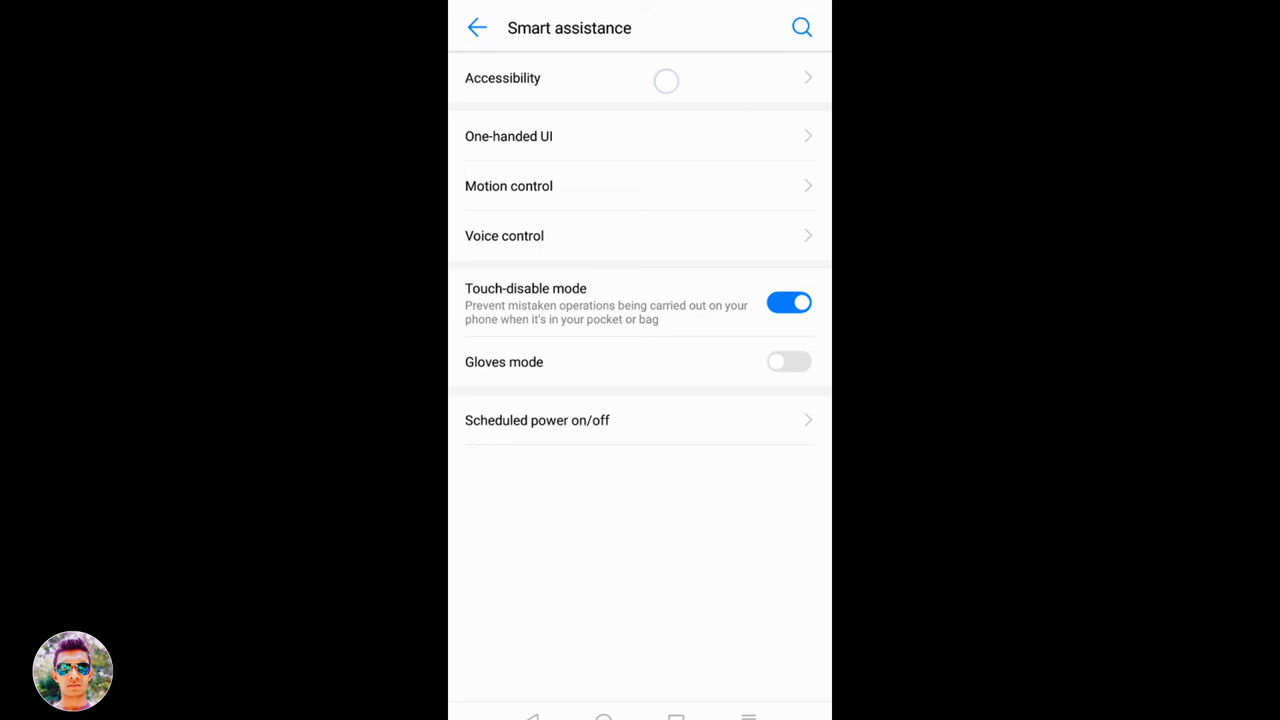 Smart assistance
Accessibility
One-handed UI
Motion control
Voice control
Touch-disable mode
Prevent mistaken operations being carried out on your
phone when it's in your pocket or bag
Gloves mode
Scheduled power on/off